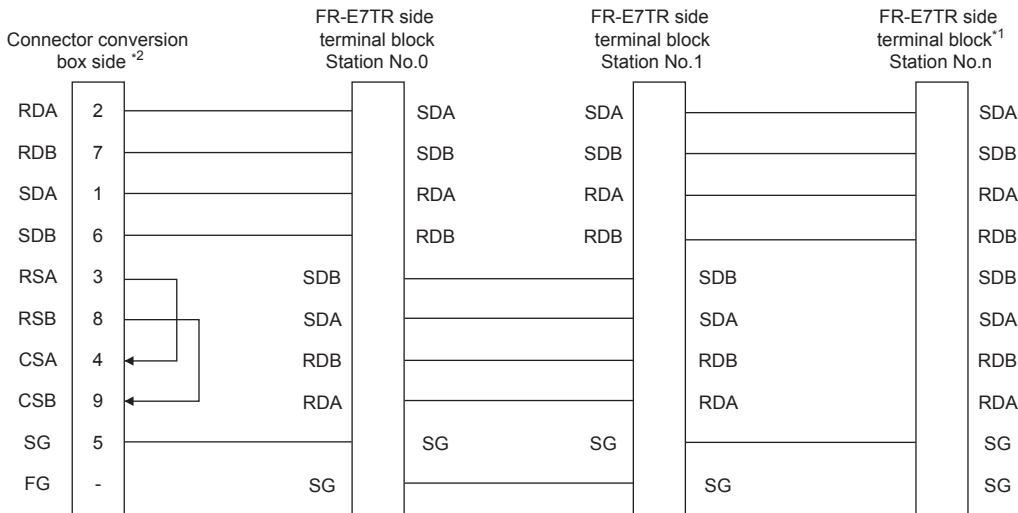 Connector conversion
box side *2
FR-E7TR side
terminal block
Station No.0
FR-E7TR side
terminal block
Station No.1
FR-E7TR side
terminal block*1
Station No.n
RDA 2 SDA SDA SDA
RDB 7 SDB SDB SDB
SDA 1 RDA RDA RDA
SDB 6 RDB RDB RDB
RSA 3 SDB SDB SDB
RSB 8 SDA SDA SDA
CSA 4 RDB RDB RDB
CSB 9 RDA RDA RDA
SG 5 SG SG SG
FG - SG SG SG